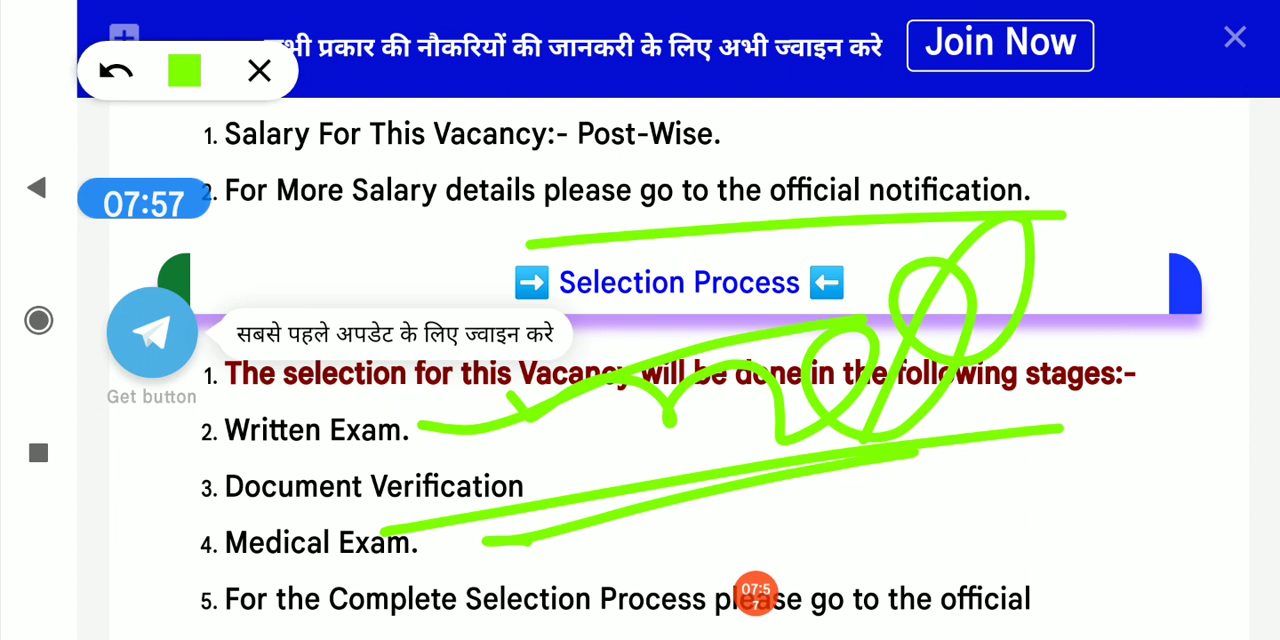 भी प्रकार की नौकरियों की जानकरी के लिए अभी ज्वाइन करे
Join Now
1. Salary For This Vacancy:- Post-Wise.
07:57
2. For More Salary details please go to the official notification.
Selection Process
सबसे पहले अपडेट के लिए ज्वाइन करे
1. The selection for this Vacancy will be done in the following stages:-
Get button
2. Written Exam.
3. Document Verification
4. Medical Exam.
07:5
5. For the Complete Selection Process please go to the official